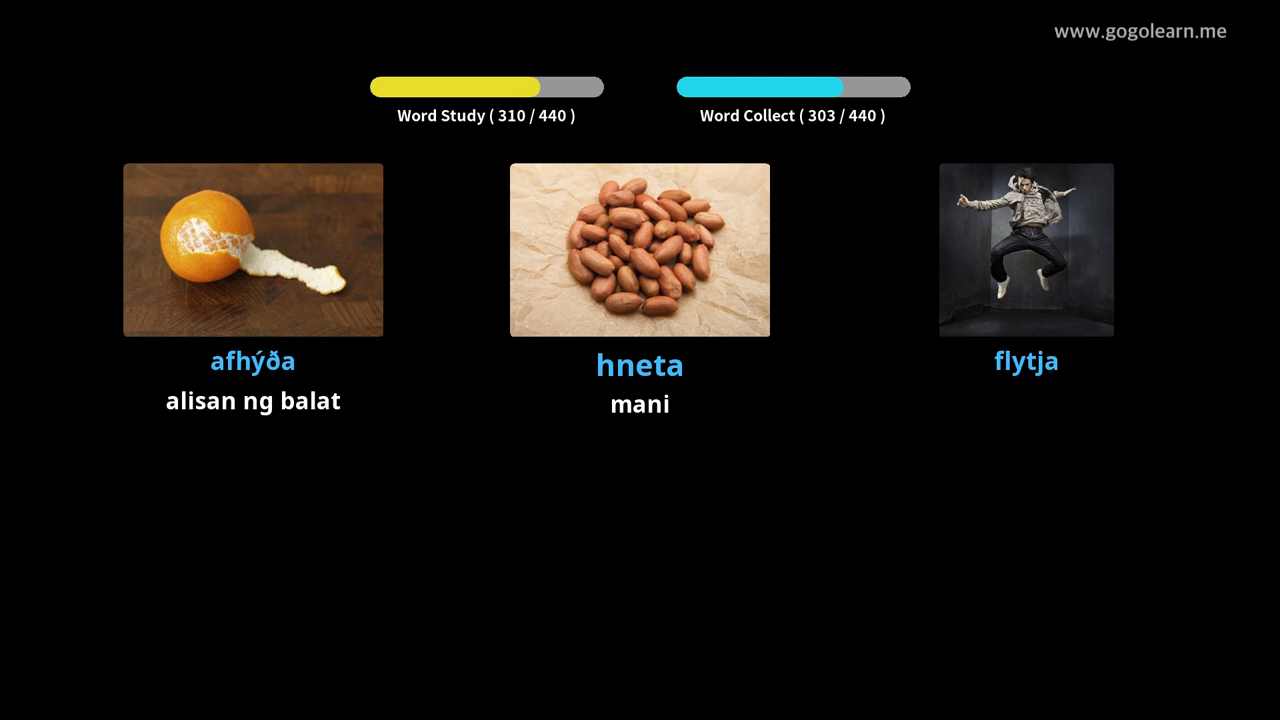 www.gogolearn.me
Word Study ( 310 / 440 )
Word Collect ( 303 / 440 )
afhýða
alisan ng balat
hneta
mani
flytja